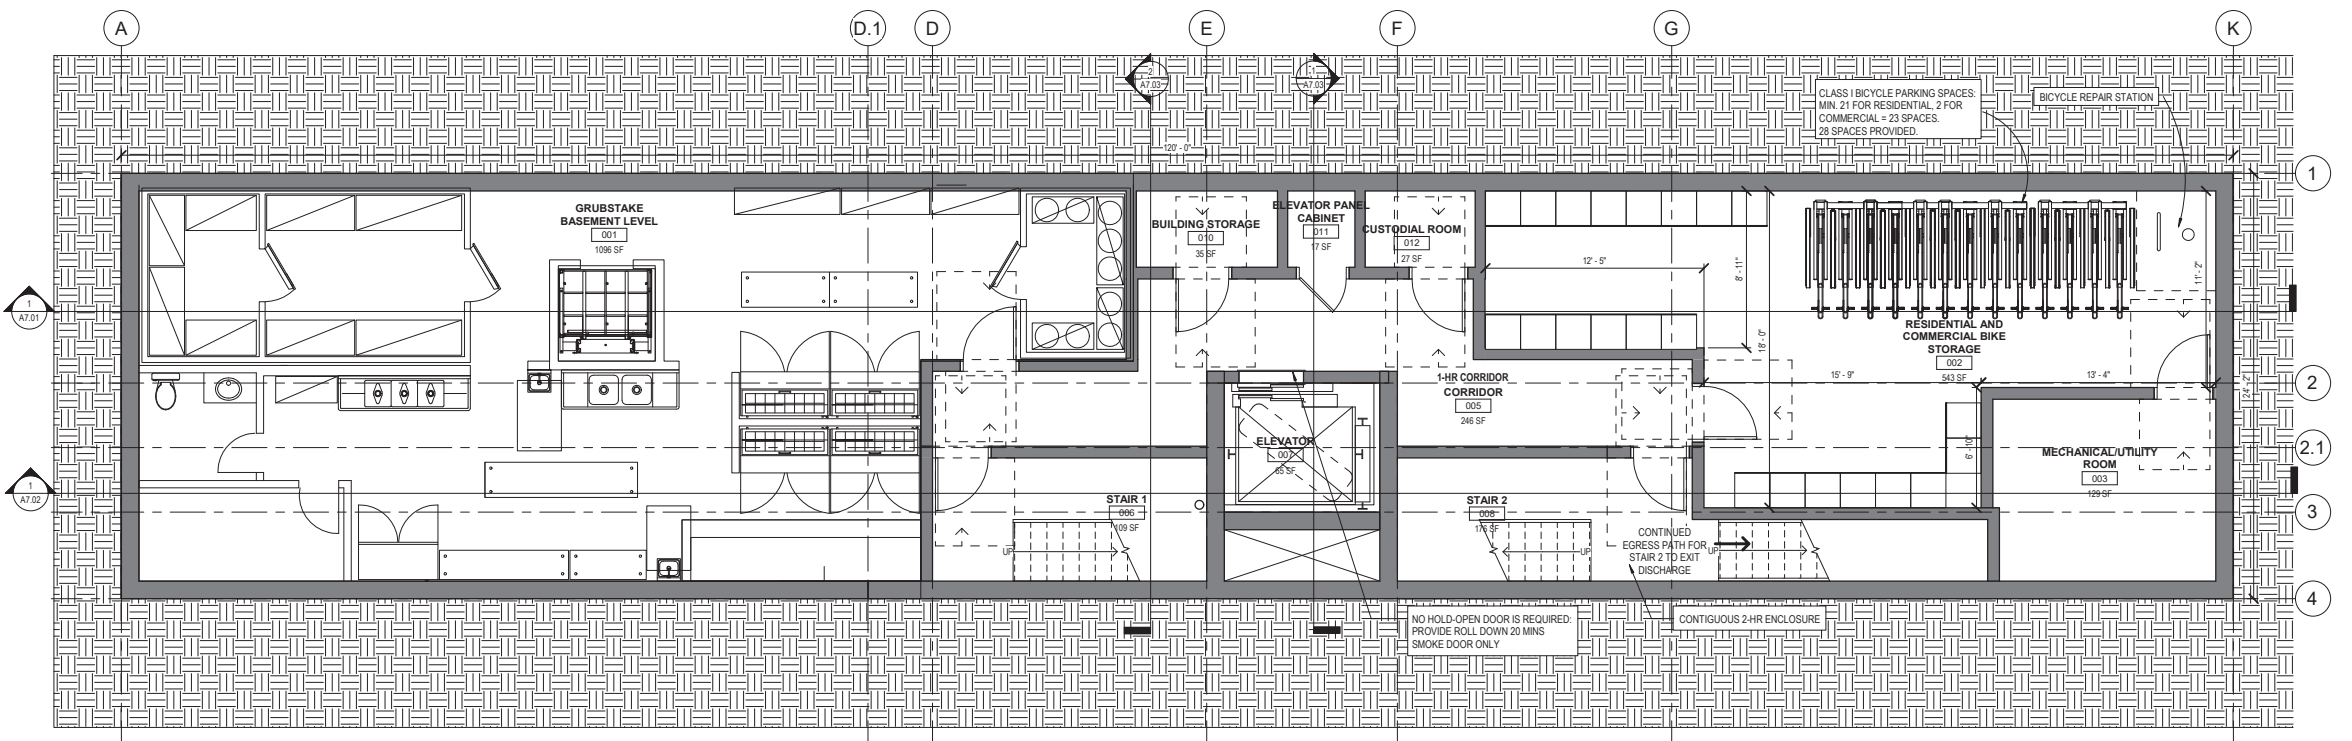 A
D.1
D
E
F
G
K
2
A7.03
1
A7.03
CLASS I BICYCLE PARKING SPACES:
MIN. 21 FOR RESIDENTIAL, 2 FOR
COMMERCIAL = 23 SPACES.
28 SPACES PROVIDED.
BICYCLE REPAIR STATION
120' - 0"
1
GRUBSTAKE
BASEMENT LEVEL
001
1096 SF
BUILDING STORAGE
010
35 SF
ELEVATOR PANEL
CABINET
011
17 SF
CUSTODIAL ROOM
012
27 SF
12' - 5"
8' - 11"
18' - 0"
11' - 2"
1
A7.01
RESIDENTIAL AND
COMMERCIAL BIKE
STORAGE
002
543 SF
15' - 9"
13' - 4"
24' - 2"
2
1-HR CORRIDOR
CORRIDOR
005
246 SF
ELEVATOR
007
65 SF
6' - 10"
2.1
MECHANICAL/UTILITY
ROOM
003
129 SF
1
A7.02
STAIR 1
006
109 SF
UP
STAIR 2
008
176 SF
UP
3
CONTINUED
EGRESS PATH FOR
STAIR 2 TO EXIT
DISCHARGE
UP
4
NO HOLD-OPEN DOOR IS REQUIRED:
PROVIDE ROLL DOWN 20 MINS
SMOKE DOOR ONLY
CONTIGUOUS 2-HR ENCLOSURE